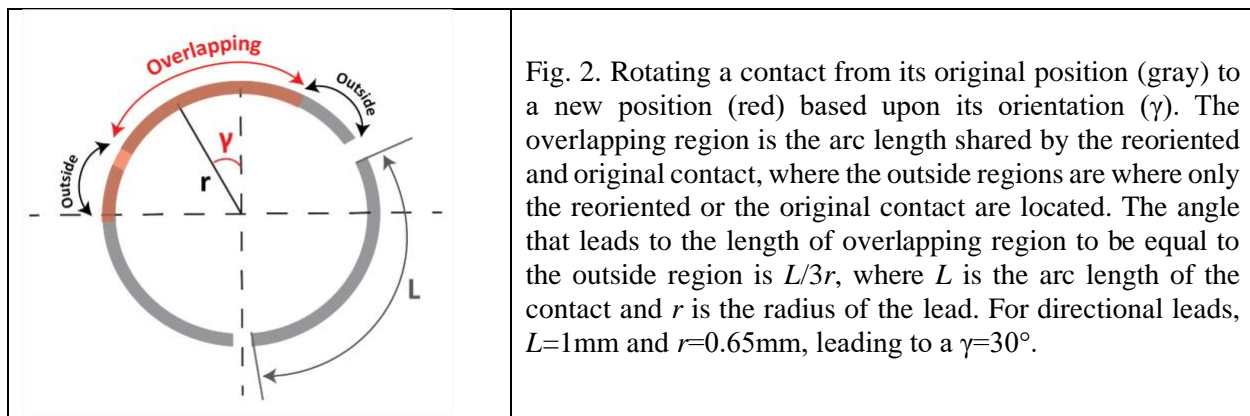 Overlapping
Outside
Outside
γ
r
L
Fig. 2. Rotating a contact from its original position (gray) to
a new position (red) based upon its orientation (γ). The
overlapping region is the arc length shared by the reoriented
and original contact, where the outside regions are where only
the reoriented or the original contact are located. The angle
that leads to the length of overlapping region to be equal to
the outside region is L/3r, where L is the arc length of the
contact and r is the radius of the lead. For directional leads,
L=1mm and r=0.65mm, leading to a γ=30°.